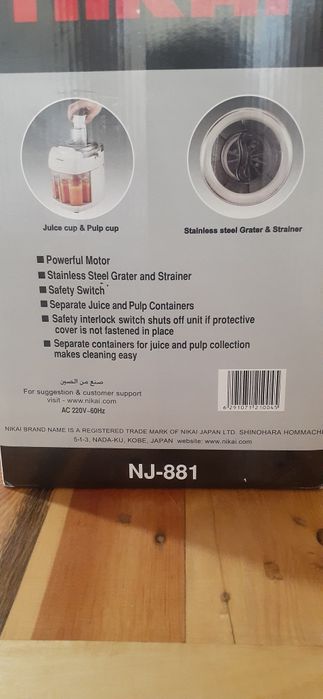 NIKAI
Juice cup & Pulp cup
Stainless steel Grater & Strainer
■ Powerful Motor
■ Stainless Steel Grater and Strainer
■ Safety Switch
■ Separate Juice and Pulp Containers
■ Safety interlock switch shuts off unit if protective
cover is not fastened in place
■ Separate containers for juice and pulp collection
makes cleaning easy
صنع من الصين
For suggestion & customer support
visit - www.nikai.com
AC 220V~60Hz
6 291071 210045
NIKAI BRAND NAME IS A REGISTERED TRADE MARK OF NIKAI JAPAN LTD. SHINOHARA HOMMACHI
5-1-3, NADA-KU, KOBE, JAPAN website: www.nikai.com
NJ-881